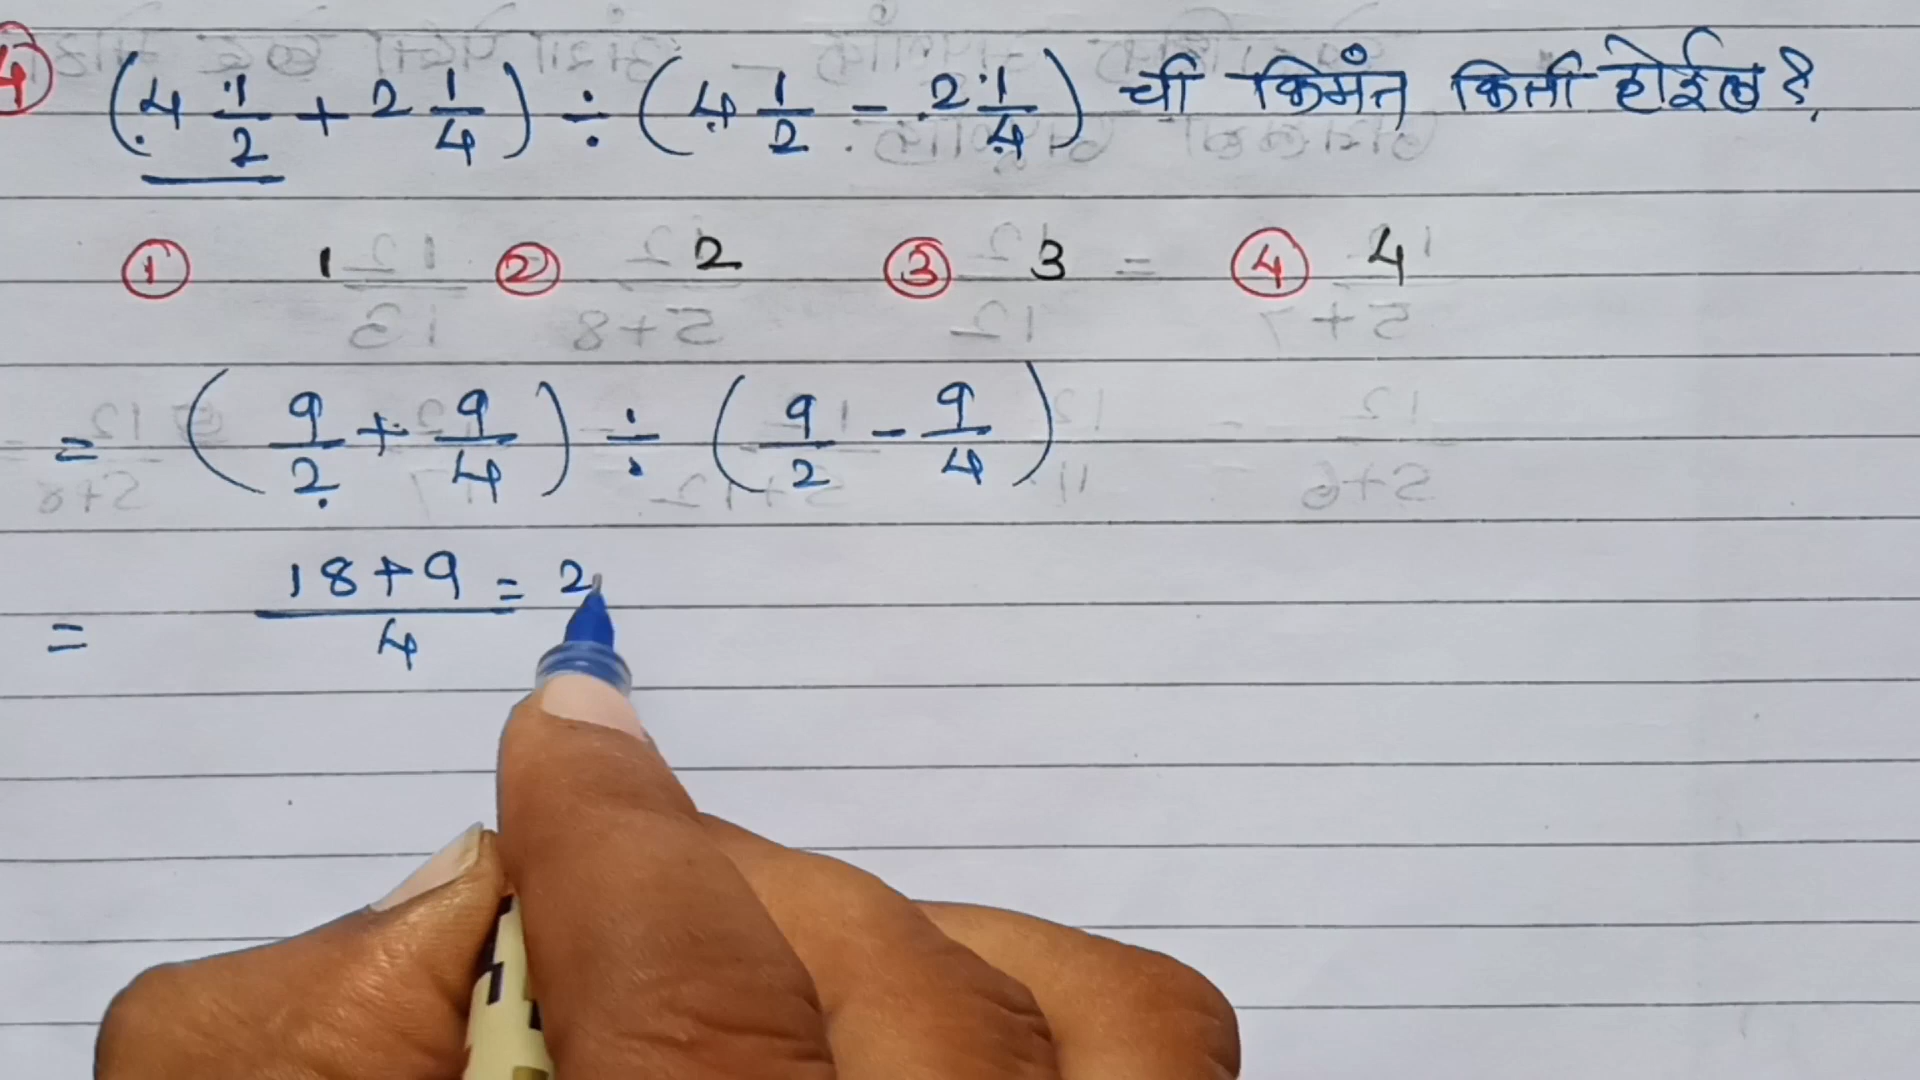 ④ (4 1/2 + 2 1/4) ÷ (4 1/2 - 2 1/4) ची किमंत किती होईल ?
① 1 ② 2 ③ 3 ④ 4
= (9/2 + 9/4) ÷ (9/2 - 9/4)
= 18+9/4 = 2